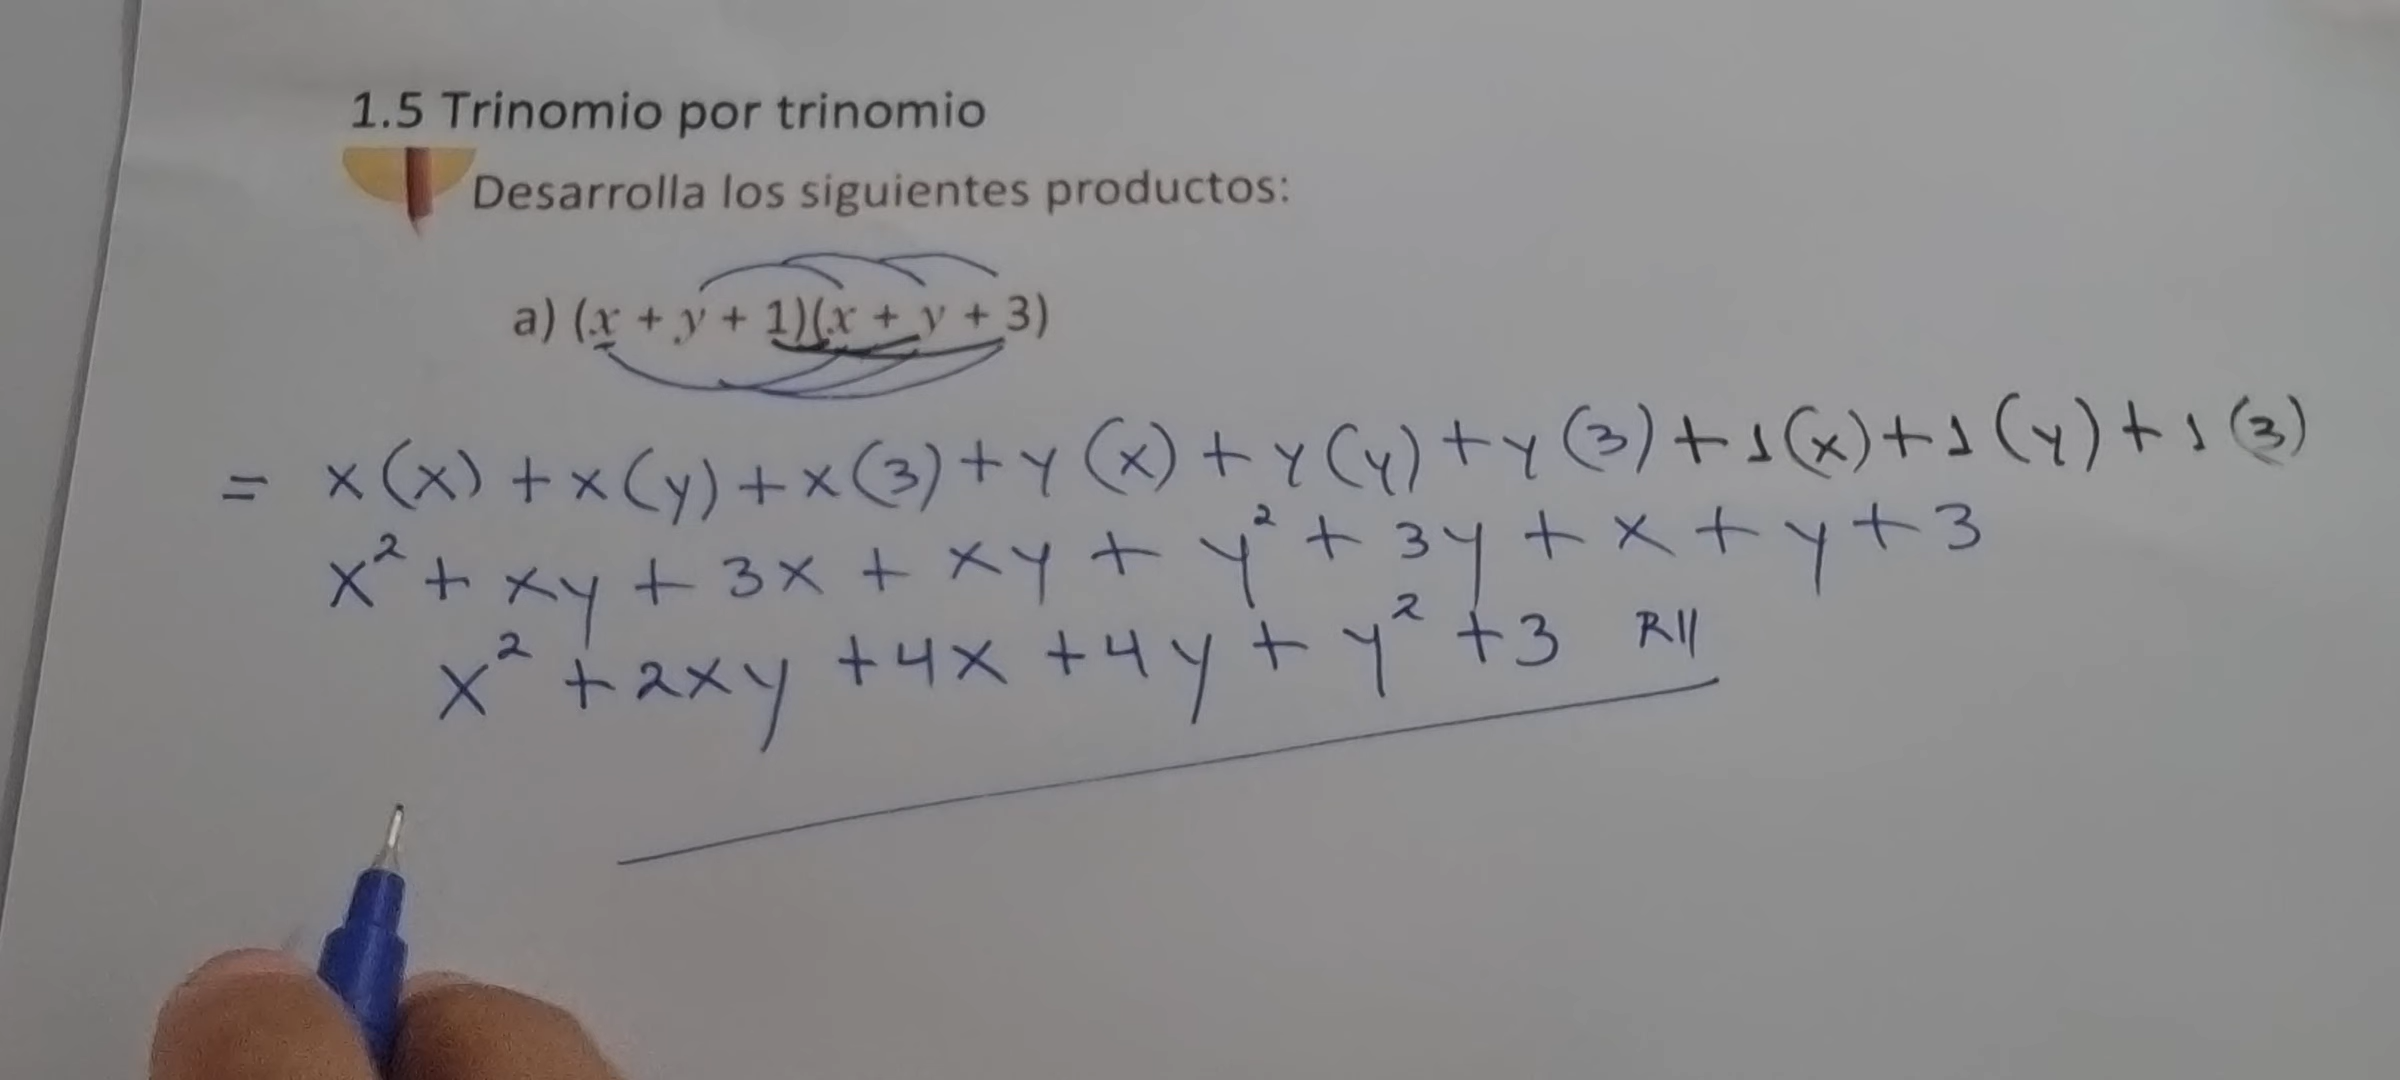 1.5 Trinomio por trinomio
Desarrolla los siguientes productos:
a) (x + y + 1)(x + y + 3)
= x(x) + x(y) + x(3) + y(x) + y(y) + y(3) + 1(x) + 1(y) + 1(3)
x² + xy + 3x + xy + y² + 3y + x + y + 3
x² + 2xy + 4x + 4y + y² + 3 R//